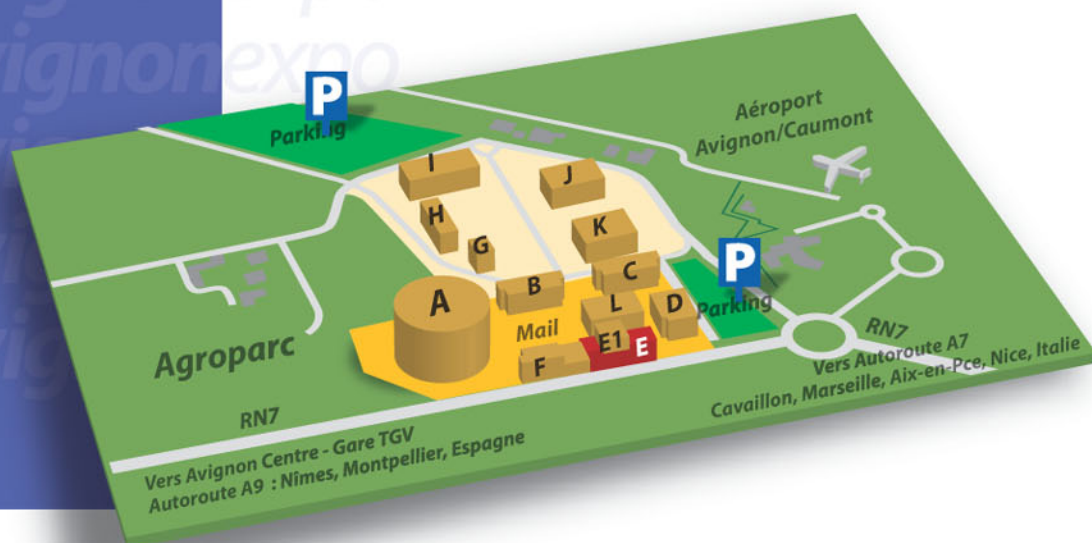 avignonexpo
P
Parking
Aéroport
Avignon/Caumont
I
J
H
G
K
C
B
A
L
D
P
Parking
Mail
E1
E
F
Agroparc
RN7
RN7
Vers Autoroute A7
Cavaillon, Marseille, Aix-en-Pce, Nice, Italie
Vers Avignon Centre - Gare TGV
Autoroute A9 : Nîmes, Montpellier, Espagne